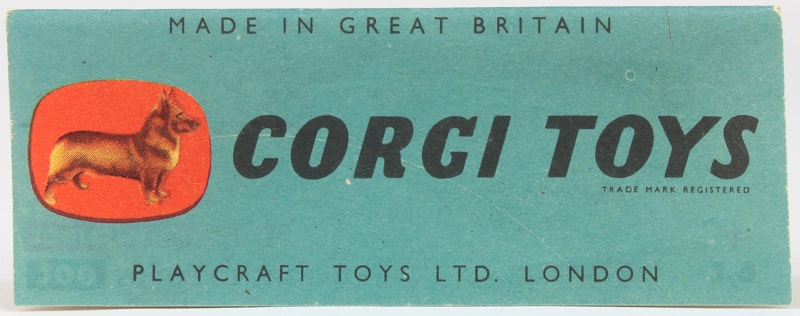 MADE IN GREAT BRITAIN
CORGI TOYS
TRADE MARK REGISTERED
PLAYCRAFT TOYS LTD. LONDON